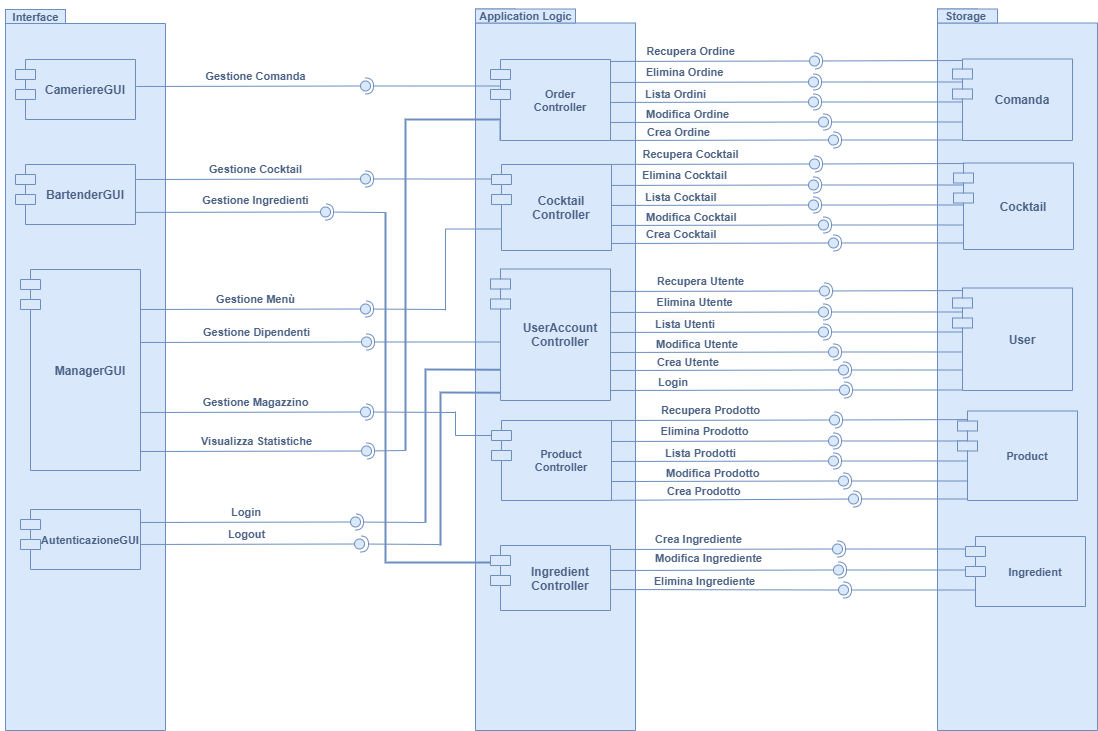 Interface
CameriereGUI
BartenderGUI
ManagerGUI
AutenticazioneGUI
Gestione Comanda
Gestione Cocktail
Gestione Ingredienti
Gestione Menù
Gestione Dipendenti
Gestione Magazzino
Visualizza Statistiche
Login
Logout
Application Logic
Order
Controller
Cocktail
Controller
UserAccount
Controller
Product
Controller
Ingredient
Controller
Recupera Ordine
Elimina Ordine
Lista Ordini
Modifica Ordine
Crea Ordine
Recupera Cocktail
Elimina Cocktail
Lista Cocktail
Modifica Cocktail
Crea Cocktail
Recupera Utente
Elimina Utente
Lista Utenti
Modifica Utente
Crea Utente
Login
Recupera Prodotto
Elimina Prodotto
Lista Prodotti
Modifica Prodotto
Crea Prodotto
Crea Ingrediente
Modifica Ingrediente
Elimina Ingrediente
Storage
Comanda
Cocktail
User
Product
Ingredient